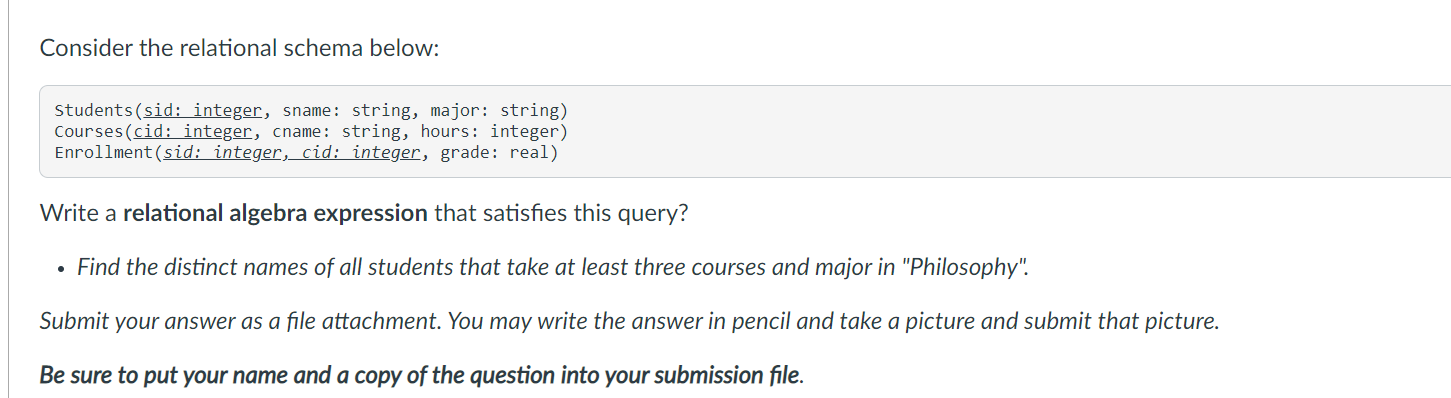 Consider the relational schema below:
Students(sid: integer, sname: string, major: string)
Courses(cid: integer, cname: string, hours: integer)
Enrollment(sid: integer, cid: integer, grade: real)
Write a relational algebra expression that satisfies this query?
• Find the distinct names of all students that take at least three courses and major in "Philosophy".
Submit your answer as a file attachment. You may write the answer in pencil and take a picture and submit that picture.
Be sure to put your name and a copy of the question into your submission file.